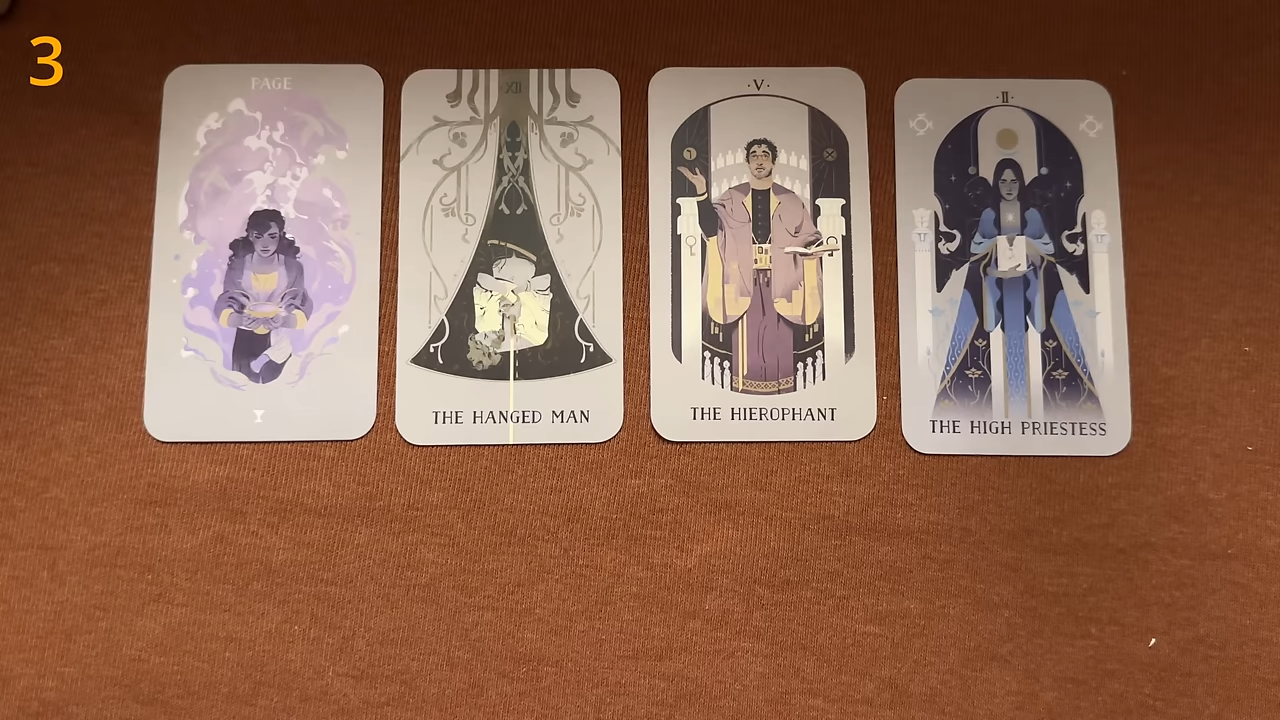 3
PAGE
XII
THE HANGED MAN
·V·
THE HIEROPHANT
·II·
THE HIGH PRIESTESS